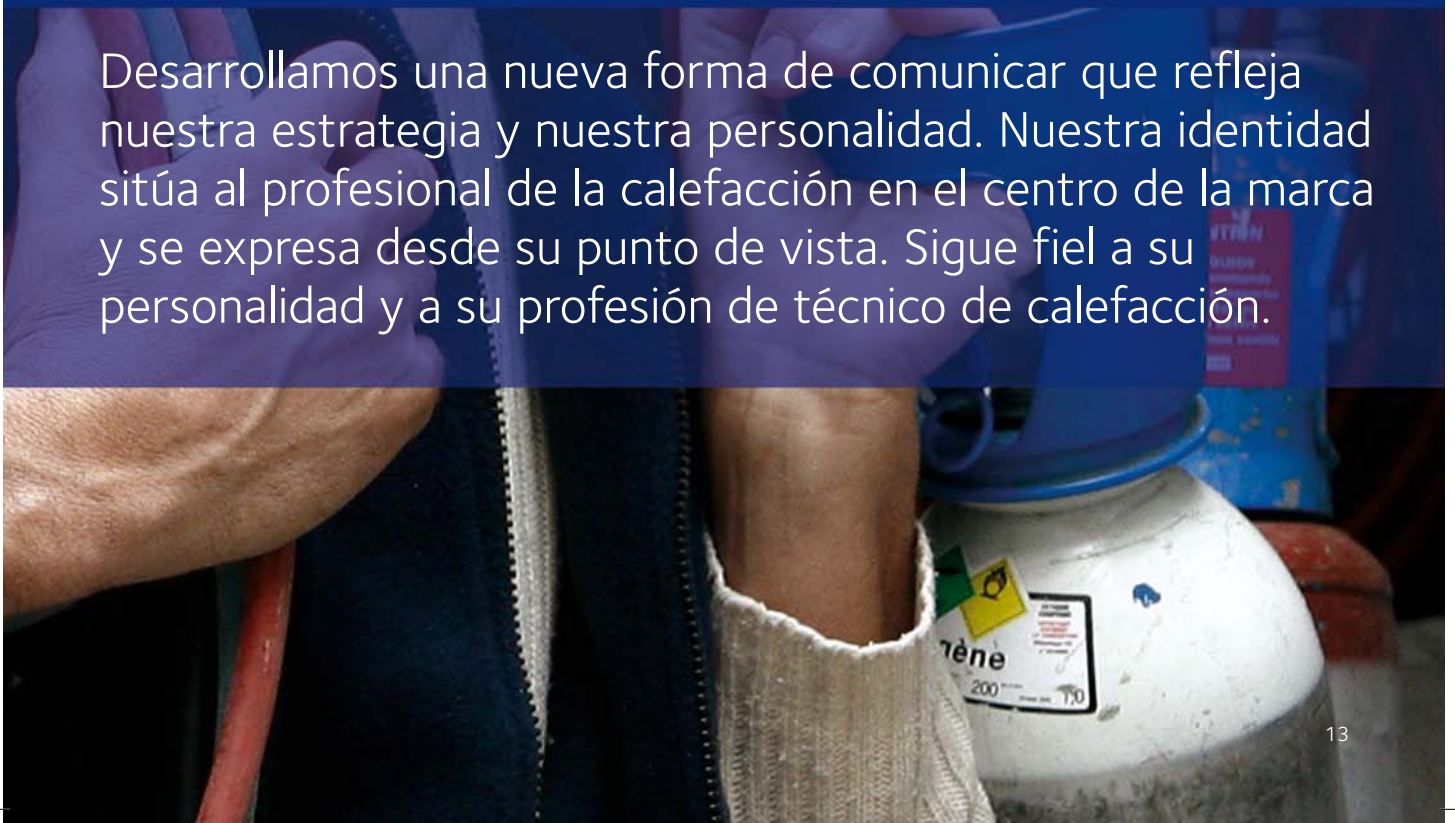 Desarrollamos una nueva forma de comunicar que refleja
nuestra estrategia y nuestra personalidad. Nuestra identidad
sitúa al profesional de la calefacción en el centro de la marca
y se expresa desde su punto de vista. Sigue fiel a su
personalidad y a su profesión de técnico de calefacción.
nène
200
13